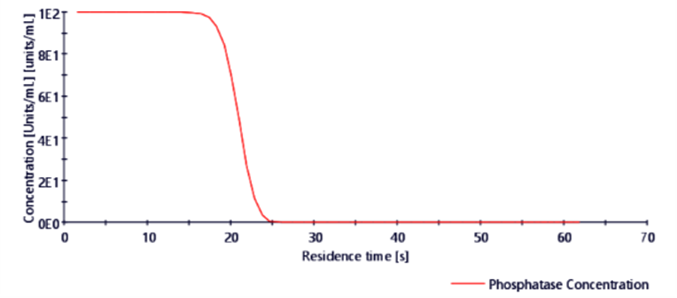 Concentration [Units/mL] [units/mL]
1E2
8E1
6E1
4E1
2E1
0E0
0 10 20 30 40 50 60 70
Residence time [s]
Phosphatase Concentration